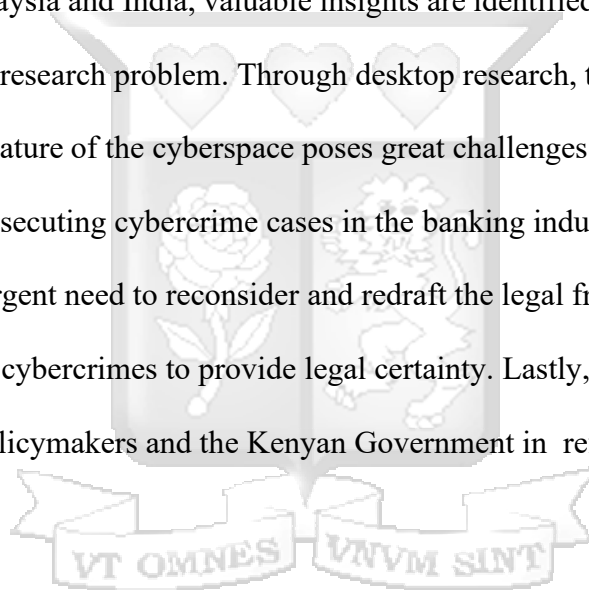 aysia and India, valuable insights are identified
research problem. Through desktop research, t
ature of the cyberspace poses great challenges
secuting cybercrime cases in the banking indu
rgent need to reconsider and redraft the legal fr
cybercrimes to provide legal certainty. Lastly,
licymakers and the Kenyan Government in re
VT OMNES VNVM SINT